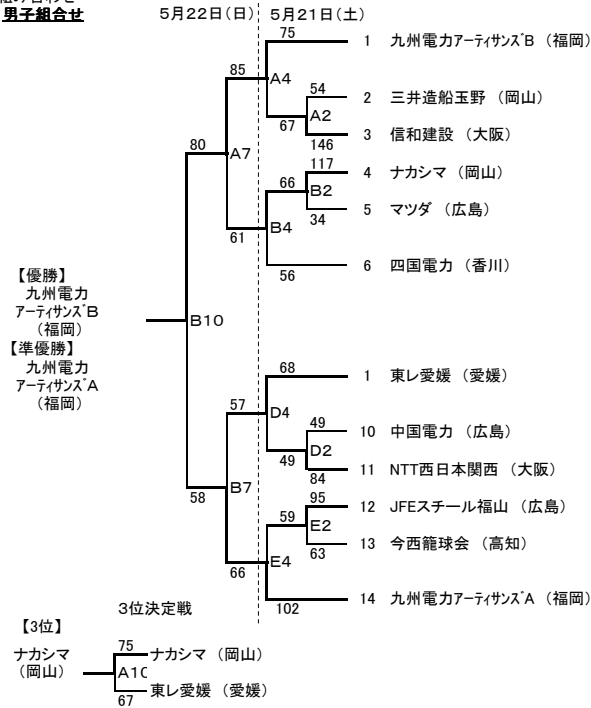 男子組合せ
5月22日（日） 5月21日（土）
75
1 九州電力アーティサンズB （福岡）
85
A4
54
2 三井造船玉野 （岡山）
A2
67
3 信和建設 （大阪）
146
80
A7
117
4 ナカシマ （岡山）
66
B2
5 マツダ （広島）
34
B4
61
6 四国電力 （香川）
56
【優勝】
九州電力
アーティサンズB
（福岡）
B10
【準優勝】
九州電力
アーティサンズA
（福岡）
68
1 東レ愛媛 （愛媛）
57
D4
49
10 中国電力 （広島）
D2
49
11 NTT西日本関西 （大阪）
84
B7
58
95
12 JFEスチール福山 （広島）
59
E2
13 今西籠球会 （高知）
63
E4
66
14 九州電力アーティサンズA （福岡）
102
3位決定戦
【3位】
ナカシマ
（岡山）
75
ナカシマ （岡山）
A10
東レ愛媛 （愛媛）
67